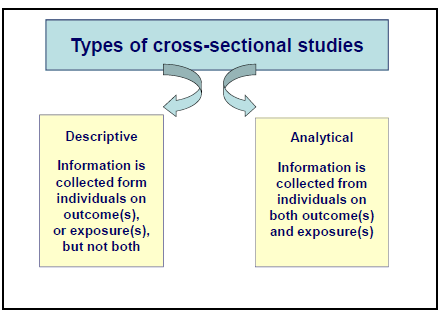 Types of cross-sectional studies
Descriptive
Information is
collected form
individuals on
outcome(s),
or exposure(s),
but not both
Analytical
Information is
collected from
individuals on
both outcome(s)
and exposure(s)